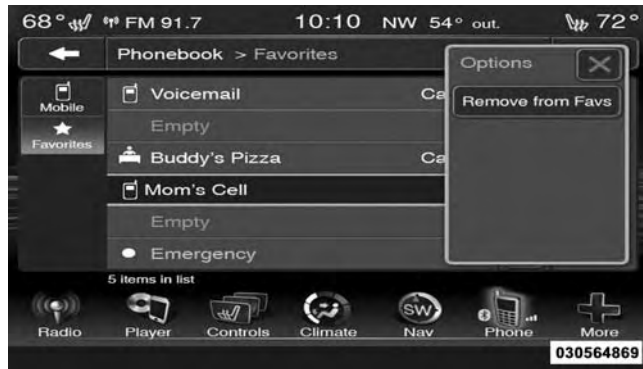 68° FM 91.7 10:10 NW 54° out. 72°
Phonebook > Favorites
Options
Mobile
Voicemail Ca
Remove from Favs
Empty
Favorites
Buddy's Pizza Ca
Mom's Cell
Empty
Emergency
5 items in list
SW
Radio Player Controls Climate Nav Phone More
030564869